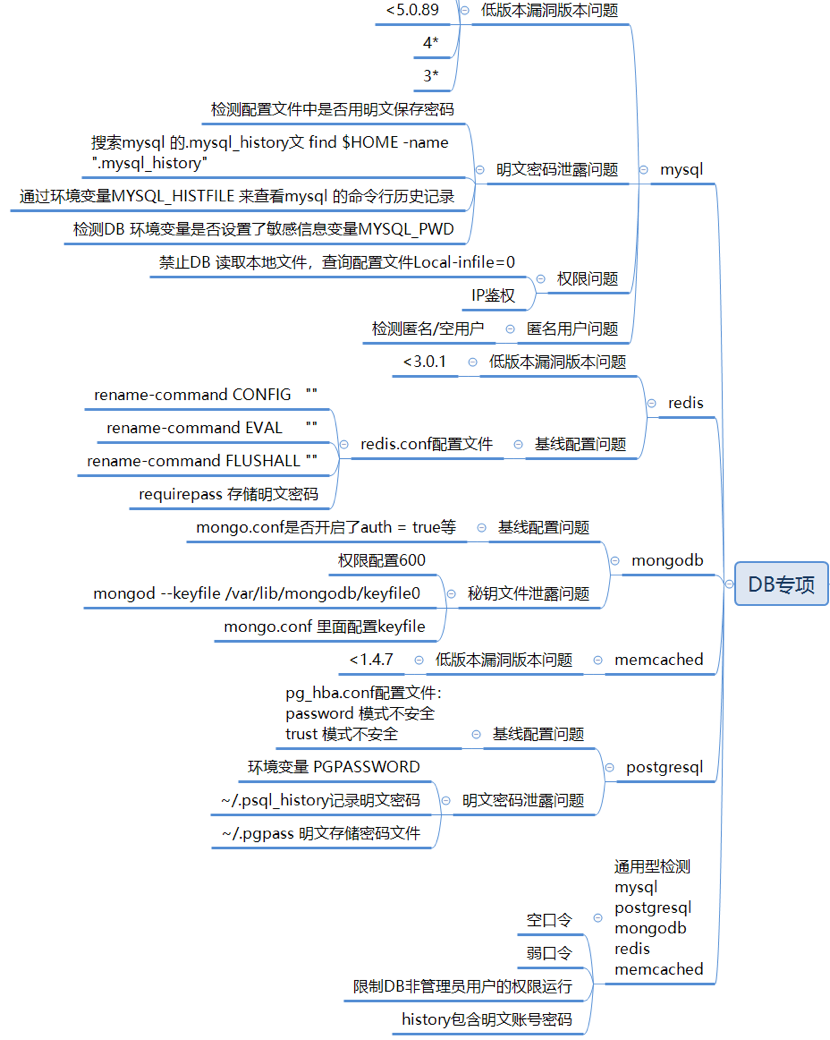 <5.0.89
低版本漏洞版本问题
4*
3*
检测配置文件中是否用明文保存密码
搜索mysql 的.mysql_history文 find $HOME -name
".mysql_history"
明文密码泄露问题
mysql
通过环境变量MYSQL_HISTFILE 来查看mysql 的命令行历史记录
检测DB 环境变量是否设置了敏感信息变量MYSQL_PWD
禁止DB 读取本地文件，查询配置文件Local-infile=0
权限问题
IP鉴权
检测匿名/空用户
匿名用户问题
<3.0.1
低版本漏洞版本问题
redis
rename-command CONFIG ""
rename-command EVAL ""
redis.conf配置文件
基线配置问题
rename-command FLUSHALL ""
requirepass 存储明文密码
mongo.conf是否开启了auth = true等
基线配置问题
mongodb
权限配置600
mongod --keyfile /var/lib/mongodb/keyfile0
秘钥文件泄露问题
DB专项
mongo.conf 里面配置keyfile
<1.4.7
低版本漏洞版本问题
memcached
pg_hba.conf配置文件：
password 模式不安全
trust 模式不安全
基线配置问题
postgresql
环境变量 PGPASSWORD
~/.psql_history记录明文密码
明文密码泄露问题
~/.pgpass 明文存储密码文件
通用型检测
mysql
postgresql
mongodb
redis
memcached
空口令
弱口令
限制DB非管理员用户的权限运行
history包含明文账号密码